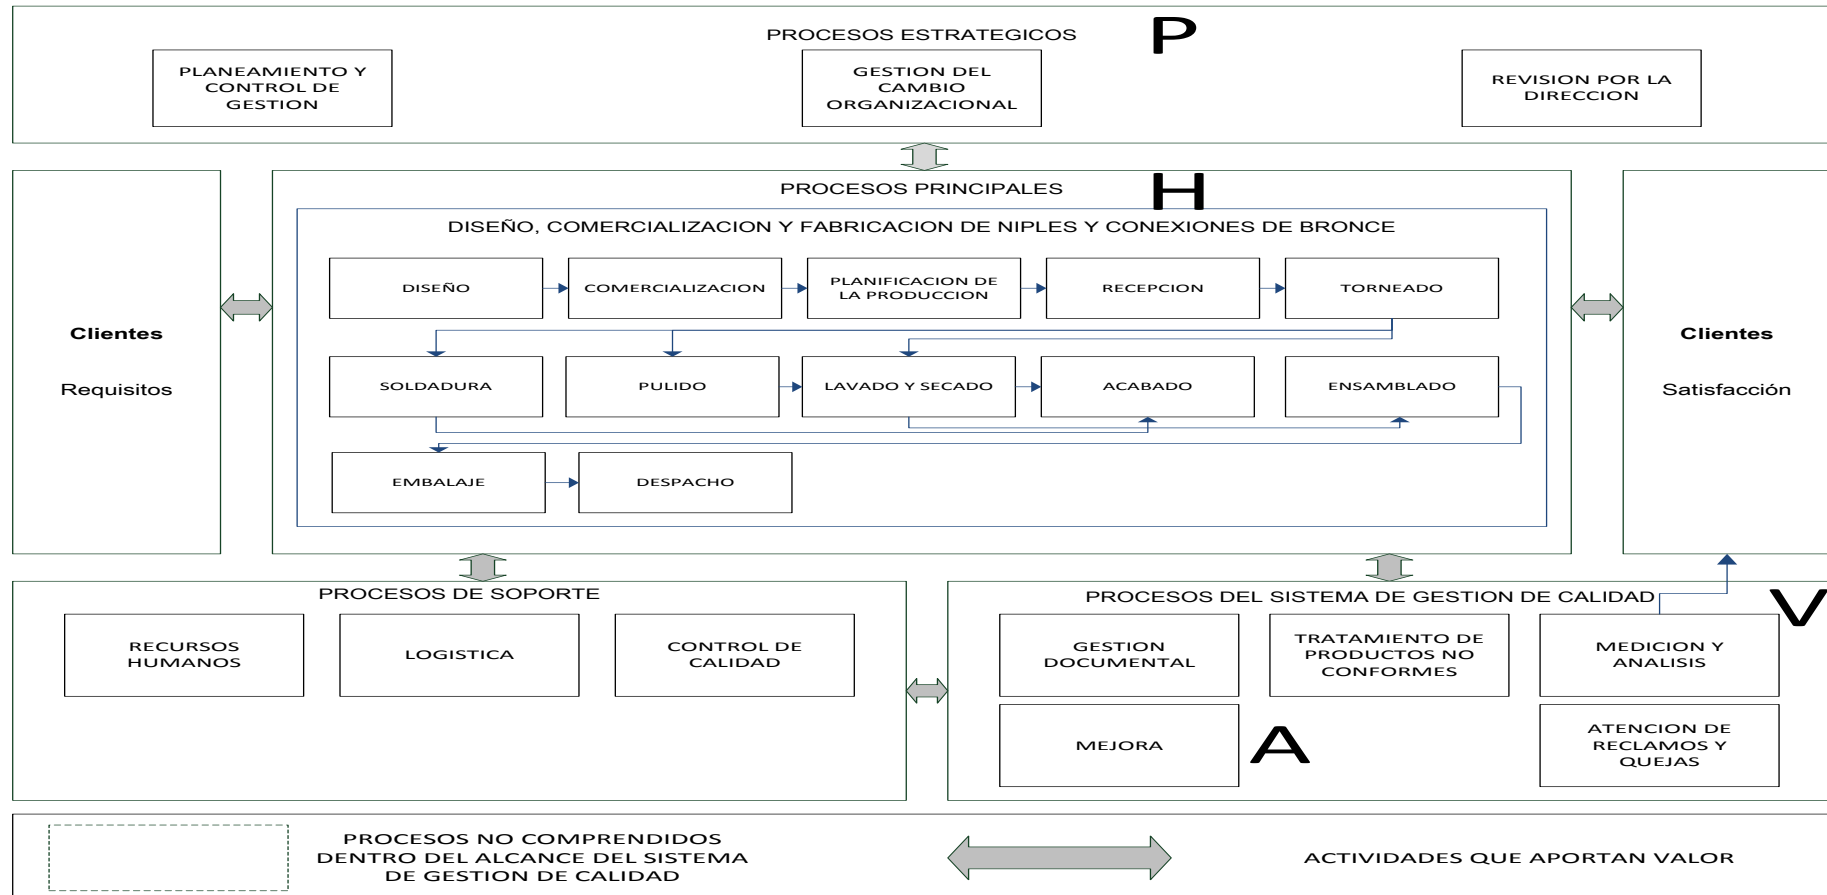 PROCESOS ESTRATEGICOS
P
PLANEAMIENTO Y
CONTROL DE
GESTION
GESTION DEL
CAMBIO
ORGANIZACIONAL
REVISION POR LA
DIRECCION
Clientes
Requisitos
PROCESOS PRINCIPALES
H
DISEÑO, COMERCIALIZACION Y FABRICACION DE NIPLES Y CONEXIONES DE BRONCE
DISEÑO
COMERCIALIZACION
PLANIFICACION DE
LA PRODUCCION
RECEPCION
TORNEADO
SOLDADURA
PULIDO
LAVADO Y SECADO
ACABADO
ENSAMBLADO
EMBALAJE
DESPACHO
Clientes
Satisfacción
PROCESOS DE SOPORTE
RECURSOS
HUMANOS
LOGISTICA
CONTROL DE
CALIDAD
PROCESOS DEL SISTEMA DE GESTION DE CALIDAD
V
GESTION
DOCUMENTAL
TRATAMIENTO DE
PRODUCTOS NO
CONFORMES
MEDICION Y
ANALISIS
MEJORA
A
ATENCION DE
RECLAMOS Y
QUEJAS
PROCESOS NO COMPRENDIDOS
DENTRO DEL ALCANCE DEL SISTEMA
DE GESTION DE CALIDAD
ACTIVIDADES QUE APORTAN VALOR